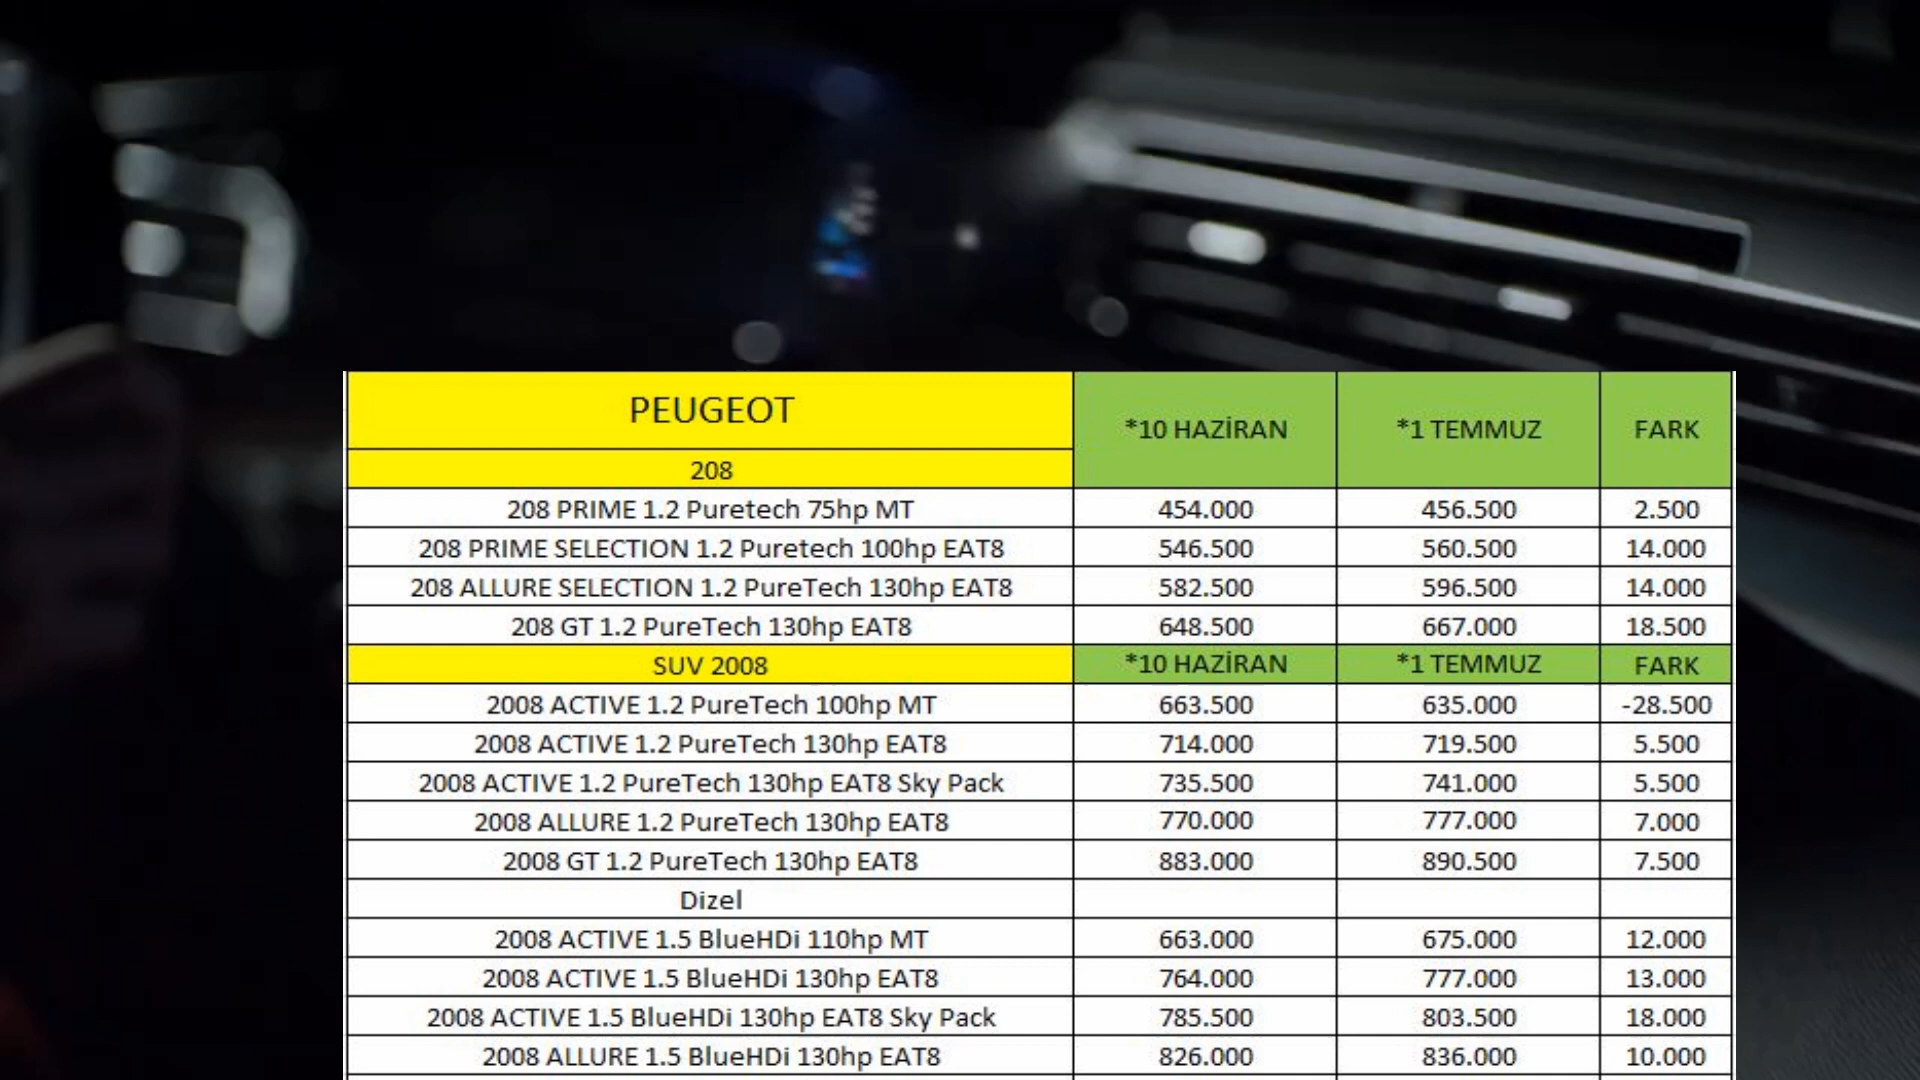 PEUGEOT *10 HAZİRAN *1 TEMMUZ FARK
208
208 PRIME 1.2 Puretech 75hp MT 454.000 456.500 2.500
208 PRIME SELECTION 1.2 Puretech 100hp EAT8 546.500 560.500 14.000
208 ALLURE SELECTION 1.2 PureTech 130hp EAT8 582.500 596.500 14.000
208 GT 1.2 PureTech 130hp EAT8 648.500 667.000 18.500
SUV 2008 *10 HAZİRAN *1 TEMMUZ FARK
2008 ACTIVE 1.2 PureTech 100hp MT 663.500 635.000 -28.500
2008 ACTIVE 1.2 PureTech 130hp EAT8 714.000 719.500 5.500
2008 ACTIVE 1.2 PureTech 130hp EAT8 Sky Pack 735.500 741.000 5.500
2008 ALLURE 1.2 PureTech 130hp EAT8 770.000 777.000 7.000
2008 GT 1.2 PureTech 130hp EAT8 883.000 890.500 7.500
Dizel
2008 ACTIVE 1.5 BlueHDi 110hp MT 663.000 675.000 12.000
2008 ACTIVE 1.5 BlueHDi 130hp EAT8 764.000 777.000 13.000
2008 ACTIVE 1.5 BlueHDi 130hp EAT8 Sky Pack 785.500 803.500 18.000
2008 ALLURE 1.5 BlueHDi 130hp EAT8 826.000 836.000 10.000